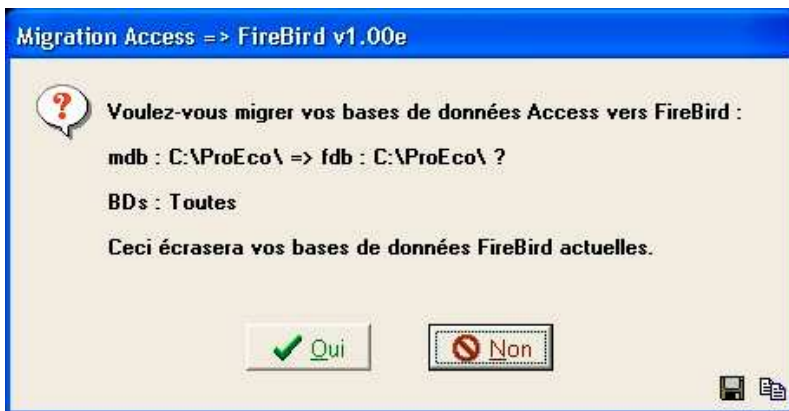 Migration Access => FireBird v1.00e
Voulez-vous migrer vos bases de données Access vers FireBird :
mdb : C:\ProEco\ => fdb : C:\ProEco\ ?
BDs : Toutes
Ceci écrasera vos bases de données FireBird actuelles.
Oui
Non